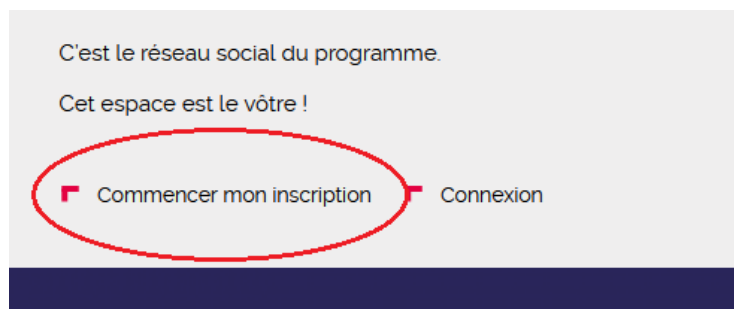 C'est le réseau social du programme.
Cet espace est le vôtre !
Commencer mon inscription Connexion